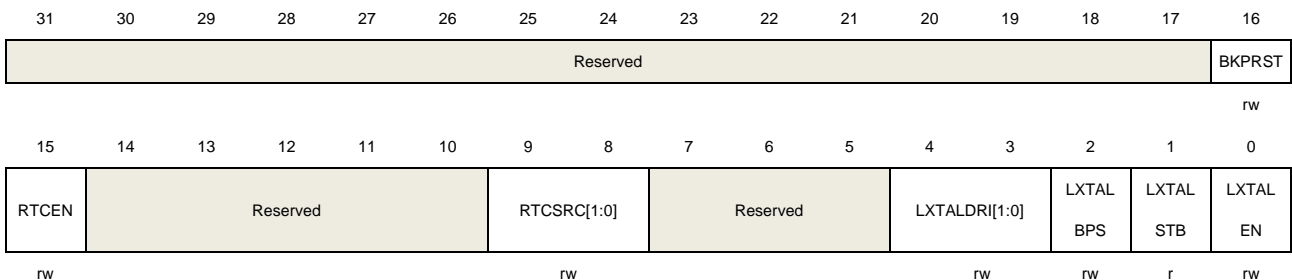 31 30 29 28 27 26 25 24 23 22 21 20 19 18 17 16
Reserved BKPRST
rw
15 14 13 12 11 10 9 8 7 6 5 4 3 2 1 0
RTCEN Reserved RTCSRC[1:0] Reserved LXTALDRI[1:0] LXTAL BPS LXTAL STB LXTAL EN
rw rw rw rw r rw